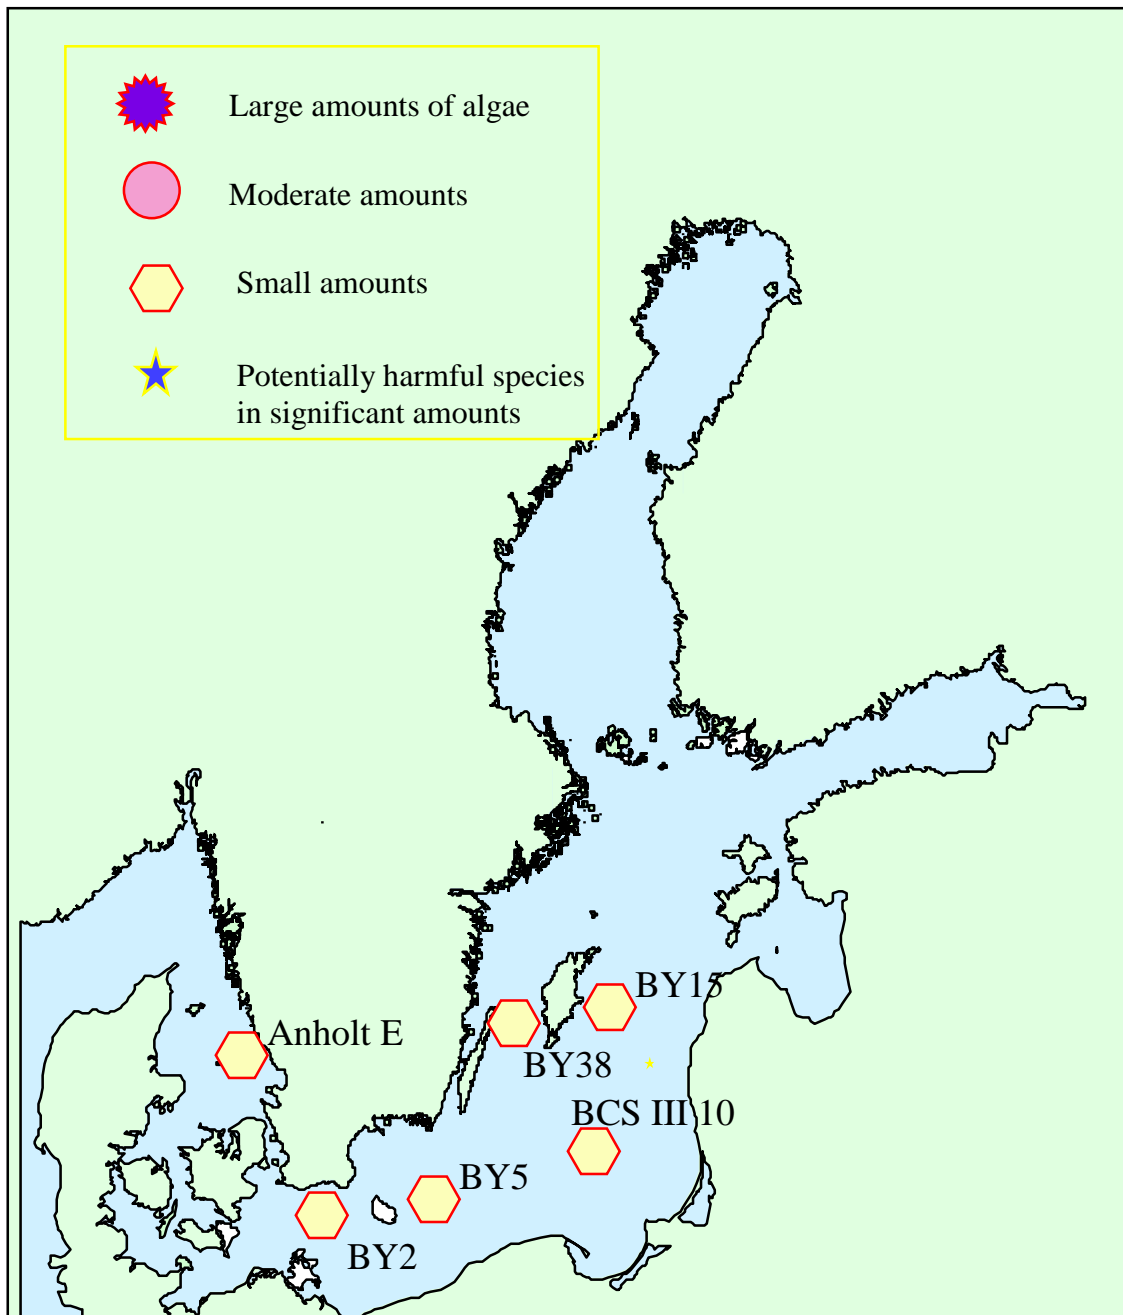 Large amounts of algae
Moderate amounts
Small amounts
Potentially harmful species
in significant amounts
BY15
Anholt E
BY38
BCS III 10
BY5
BY2